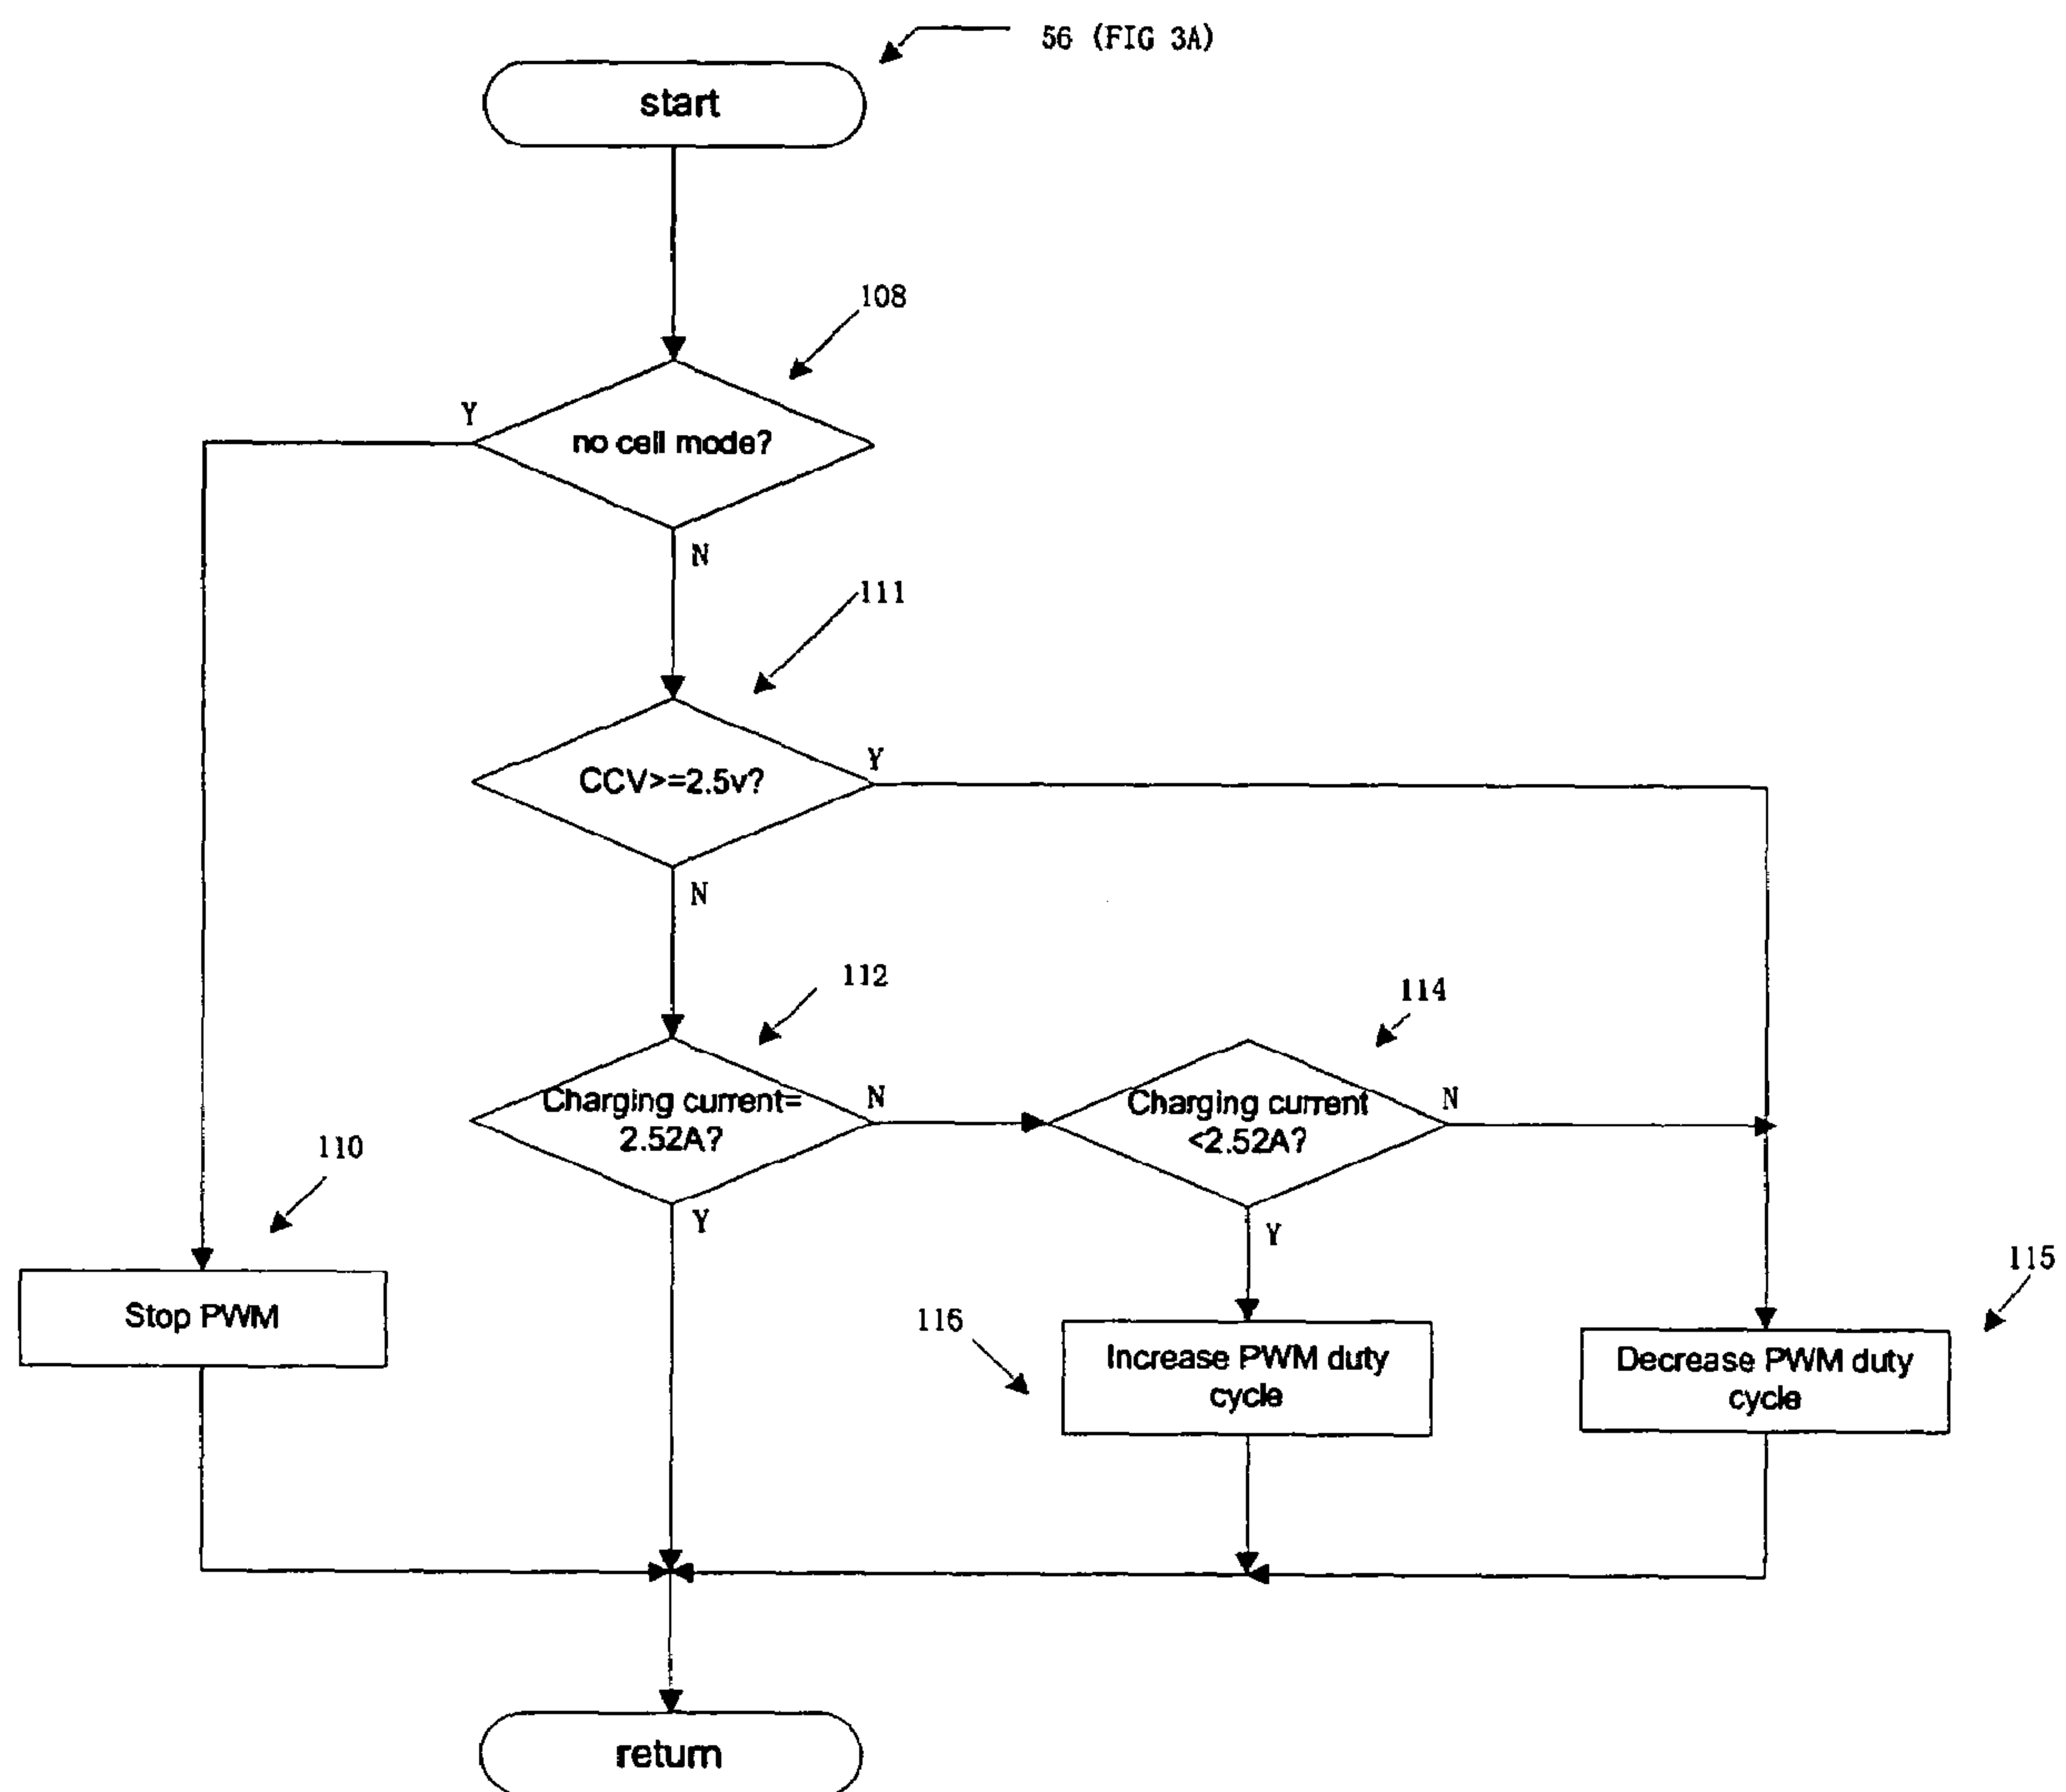 56 (FIG 3A)
start
108
Y
no cell mode?
N
111
CCV>=2.5v?
Y
N
112
114
Charging current=
2.52A?
N
Charging current
<2.52A?
N
110
Y
Y
115
Stop PWM
116
Increase PWM duty
cycle
Decrease PWM duty
cycle
return